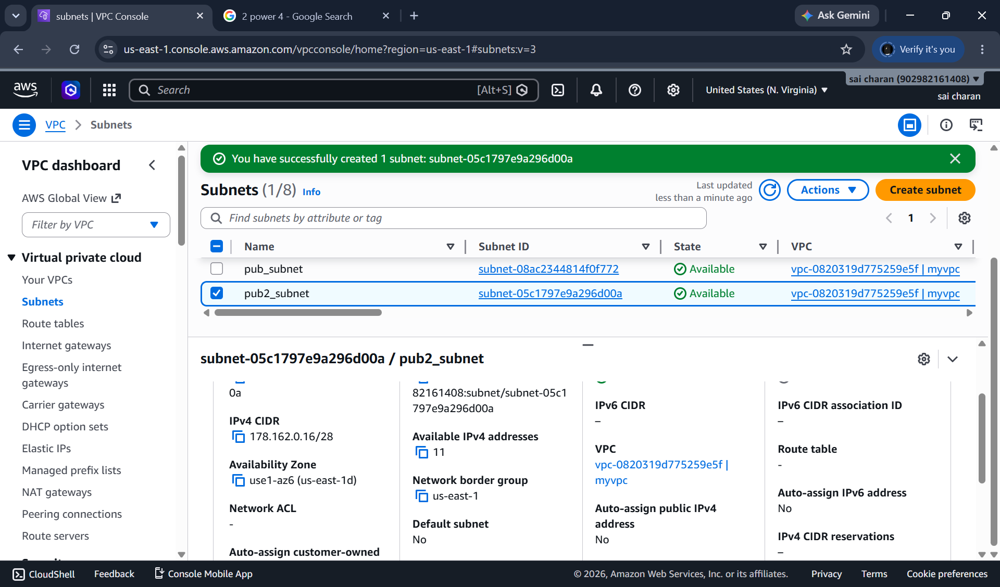 subnets | VPC Console
2 power 4 - Google Search
Ask Gemini
us-east-1.console.aws.amazon.com/vpcconsole/home?region=us-east-1#subnets:v=3
Verify it's you
aws
Search
[Alt+S]
United States (N. Virginia)
sai charan (902982161408)
sai charan
VPC
Subnets
VPC dashboard
AWS Global View
Filter by VPC
Virtual private cloud
Your VPCs
Subnets
Route tables
Internet gateways
Egress-only internet
gateways
Carrier gateways
DHCP option sets
Elastic IPs
Managed prefix lists
NAT gateways
Peering connections
Route servers
You have successfully created 1 subnet: subnet-05c1797e9a296d00a
Subnets (1/8) Info
Last updated
less than a minute ago
Actions
Create subnet
Find subnets by attribute or tag
1
Name
Subnet ID
State
VPC
pub_subnet
subnet-08ac2344814f0f772
Available
vpc-0820319d775259e5f | myvpc
pub2_subnet
subnet-05c1797e9a296d00a
Available
vpc-0820319d775259e5f | myvpc
subnet-05c1797e9a296d00a / pub2_subnet
0a
IPv4 CIDR
178.162.0.16/28
Availability Zone
use1-az6 (us-east-1d)
Network ACL
-
Auto-assign customer-owned
82161408:subnet/subnet-05c1
797e9a296d00a
Available IPv4 addresses
11
Network border group
us-east-1
Default subnet
No
IPv6 CIDR
–
VPC
vpc-0820319d775259e5f |
myvpc
Auto-assign public IPv4
address
No
IPv6 CIDR association ID
–
Route table
-
Auto-assign IPv6 address
No
IPv4 CIDR reservations
–
CloudShell
Feedback
Console Mobile App
© 2026, Amazon Web Services, Inc. or its affiliates.
Privacy
Terms
Cookie preferences